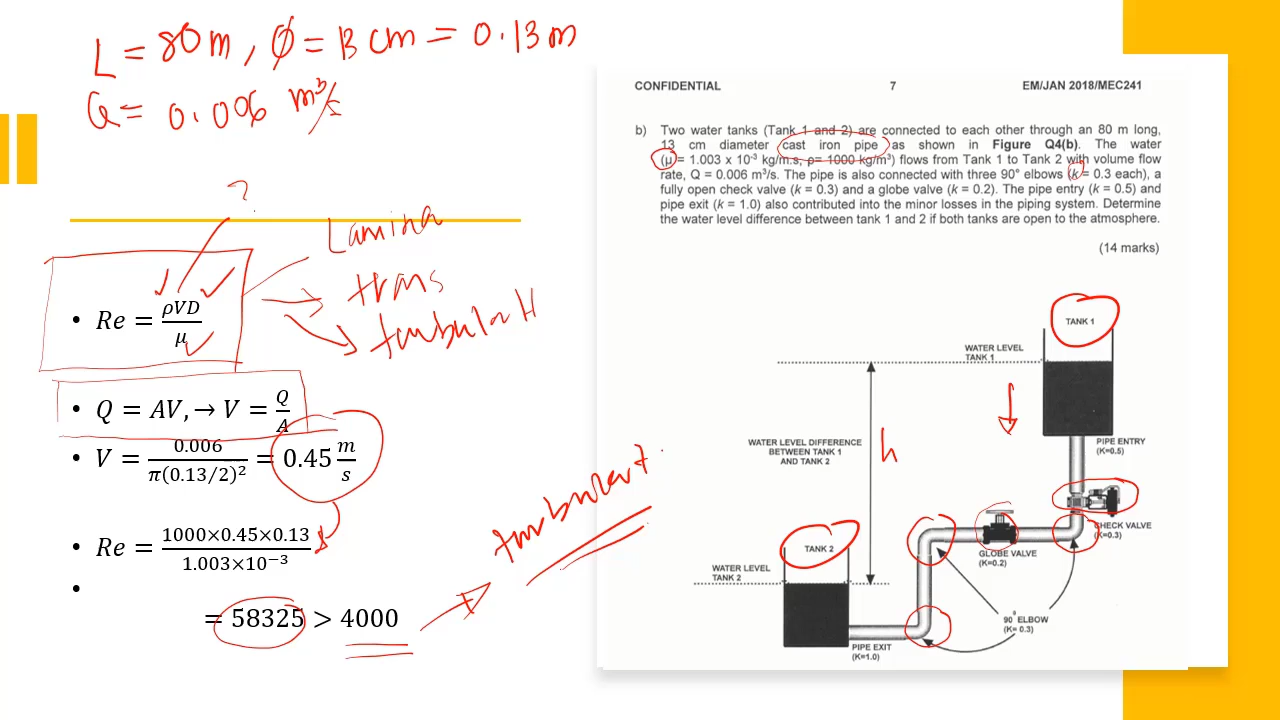 L = 80 m, Ø = 13 cm = 0.13 m
Q = 0.006 m³/s
?
Lamina
trans
turbulant
• Re = ρVD/μ
• Q = AV, → V = Q/A
• V = 0.006/π(0.13/2)² = 0.45 m/s
• Re = 1000×0.45×0.13/1.003×10⁻³
•
= 58325 > 4000
turbulent
CONFIDENTIAL 7 EM/JAN 2018/MEC241
b) Two water tanks (Tank 1 and 2) are connected to each other through an 80 m long,
13 cm diameter cast iron pipe as shown in Figure Q4(b). The water
(μ = 1.003 x 10⁻³ kg/m.s, ρ= 1000 kg/m³) flows from Tank 1 to Tank 2 with volume flow
rate, Q = 0.006 m³/s. The pipe is also connected with three 90° elbows (k = 0.3 each), a
fully open check valve (k = 0.3) and a globe valve (k = 0.2). The pipe entry (k = 0.5) and
pipe exit (k = 1.0) also contributed into the minor losses in the piping system. Determine
the water level difference between tank 1 and 2 if both tanks are open to the atmosphere.
(14 marks)
TANK 1
WATER LEVEL
TANK 1
WATER LEVEL DIFFERENCE
BETWEEN TANK 1
AND TANK 2
h
PIPE ENTRY
(K=0.5)
CHECK VALVE
(K=0.3)
GLOBE VALVE
(K=0.2)
TANK 2
WATER LEVEL
TANK 2
90° ELBOW
(K= 0.3)
PIPE EXIT
(K=1.0)